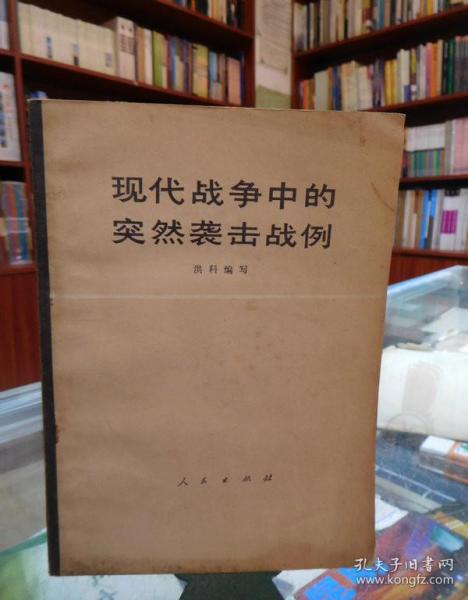 现代战争中的
突然袭击战例
洪科编写
人民出版社
孔夫子旧书网
www.kongfz.com